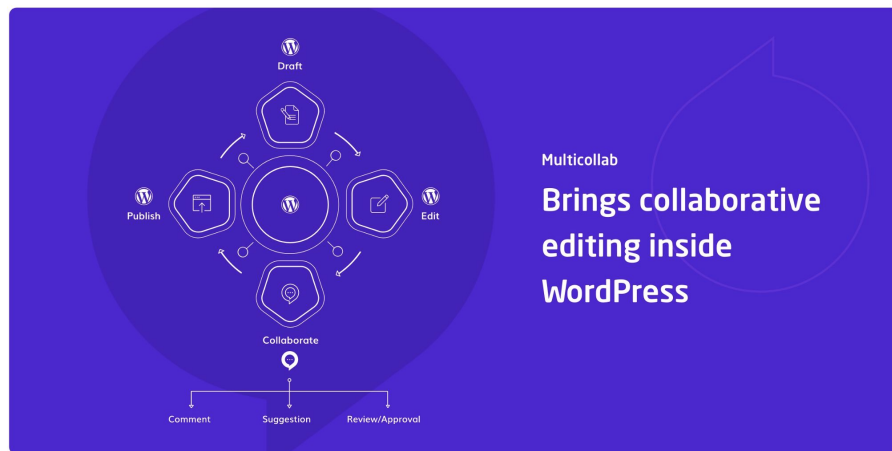 Draft
Publish
Edit
Collaborate
Comment
Suggestion
Review/Approval
Multicollab
Brings collaborative
editing inside
WordPress